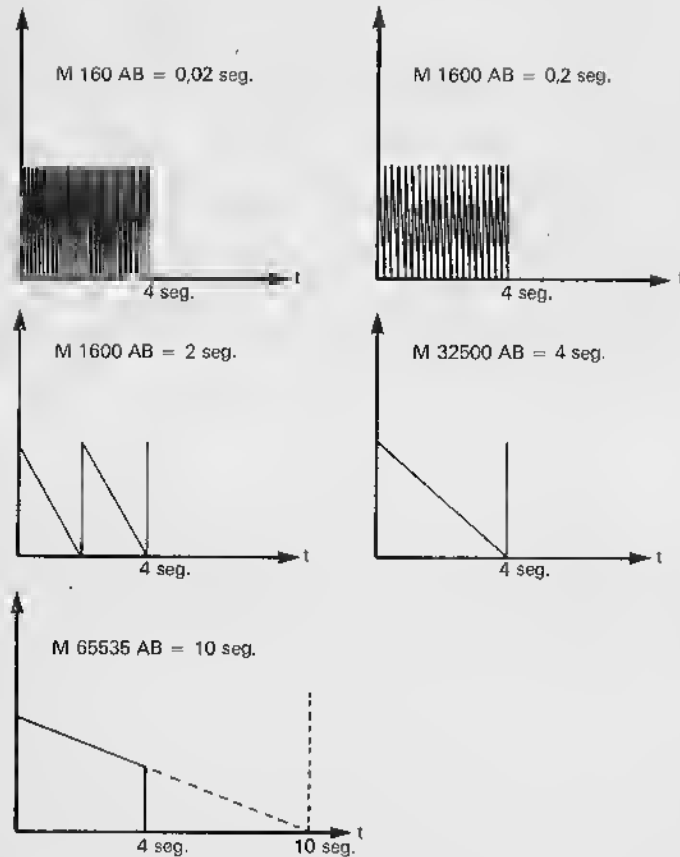 M 160 AB = 0,02 seg.
t
4 seg.
M 1600 AB = 0,2 seg.
t
4 seg.
M 1600 AB = 2 seg.
t
4 seg.
M 32500 AB = 4 seg.
t
4 seg.
M 65535 AB = 10 seg.
t
4 seg.
10 seg.